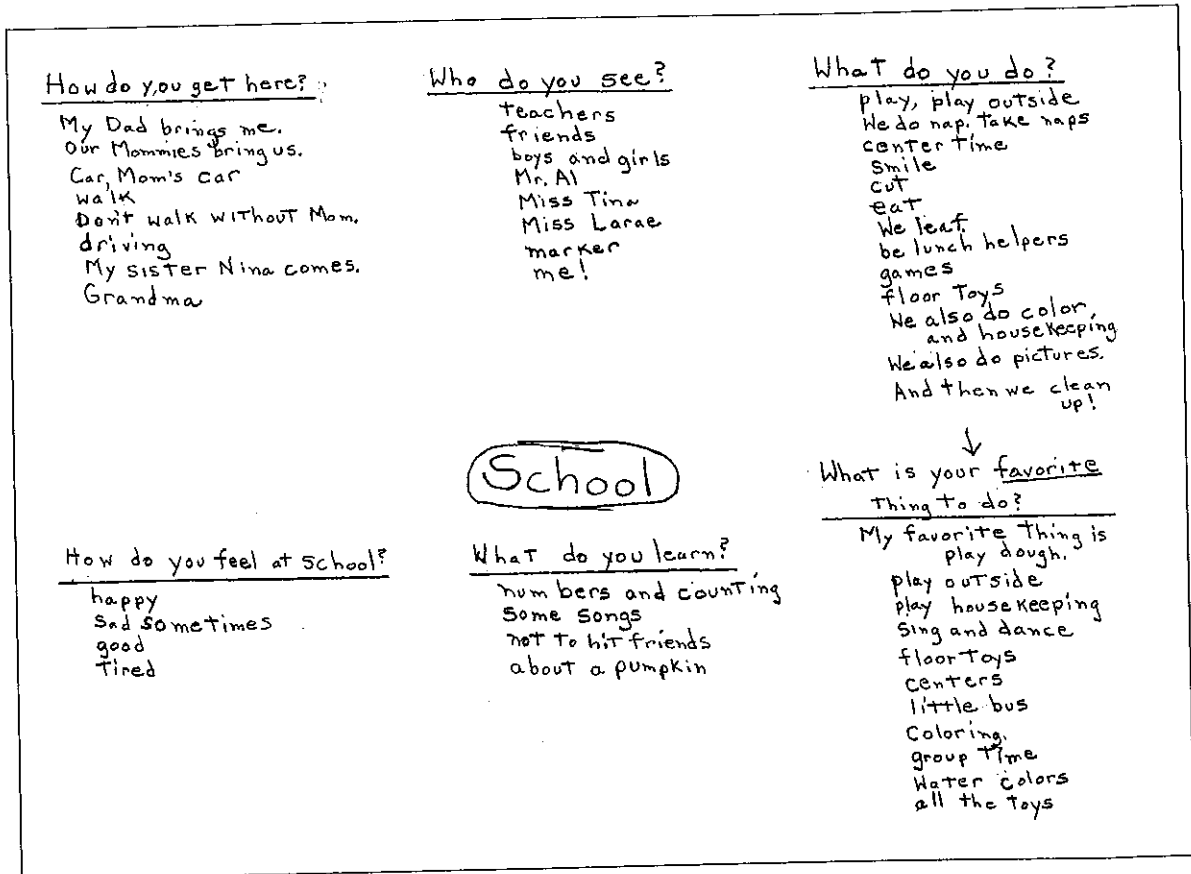 How do you get here?
My Dad brings me.
Our Mommies bring us.
Car, Mom's car
walk
Don't walk without Mom.
driving
My sister Nina comes.
Grandma
Who do you see?
teachers
friends
boys and girls
Mr. Al
Miss Tina
Miss Larae
marker
me!
What do you do?
play, play outside
We do nap. Take naps
center time
smile
cut
eat
We leaf.
be lunch helpers
games
floor toys
We also do color,
and housekeeping
We also do pictures.
And then we clean
up!
School
What is your favorite
thing to do?
My favorite thing is
play dough.
play outside
play housekeeping
sing and dance
floor toys
centers
little bus
Coloring.
group time
Water colors
all the toys
How do you feel at school?
happy
sad sometimes
good
tired
What do you learn?
numbers and counting
some songs
not to hit friends
about a pumpkin